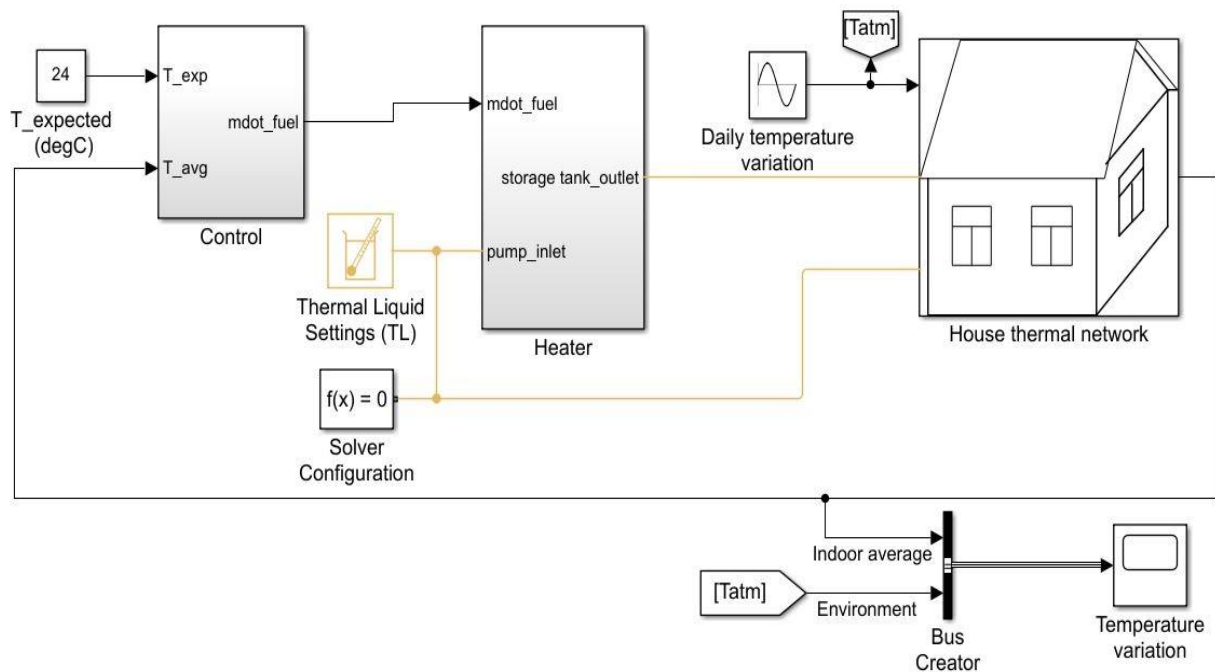 [Tatm]
24
T_expected
(degC)
T_exp
mdot_fuel
T_avg
Control
mdot_fuel
storage tank_outlet
pump_inlet
Heater
Daily temperature
variation
House thermal network
Thermal Liquid
Settings (TL)
f(x) = 0
Solver
Configuration
Indoor average
[Tatm]
Environment
Bus
Creator
Temperature
variation